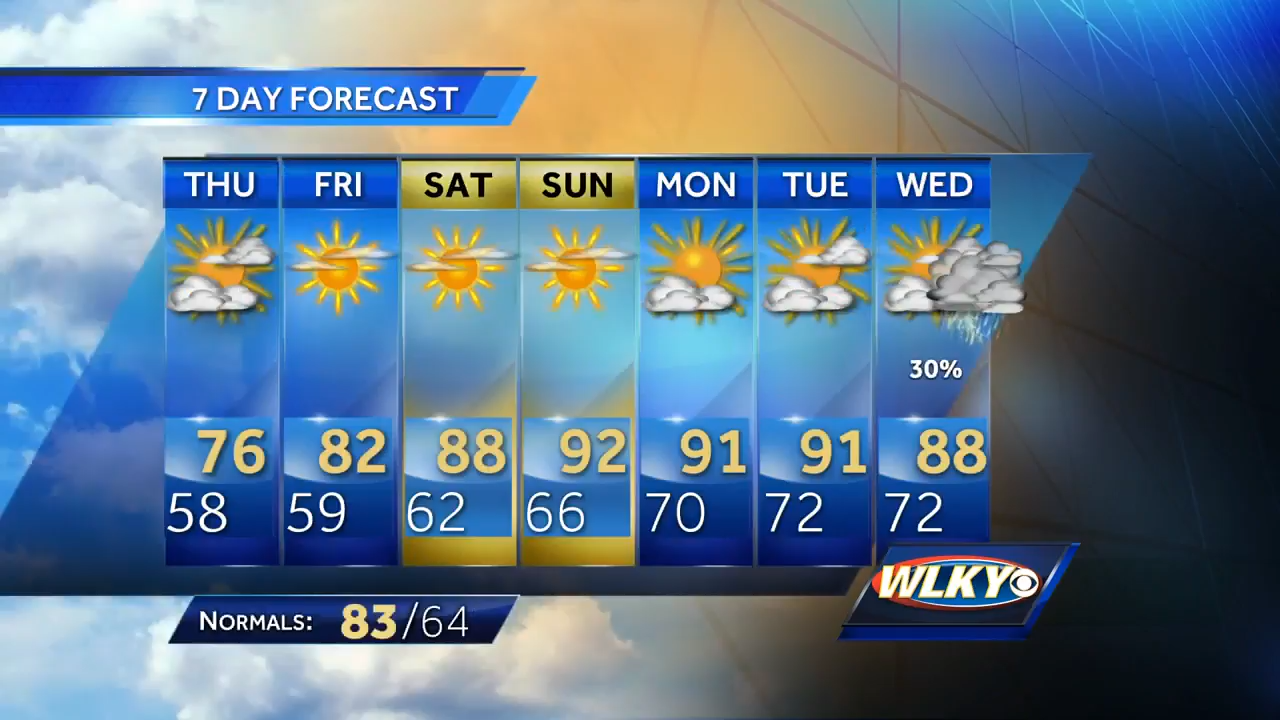 7 DAY FORECAST
THU FRI SAT SUN MON TUE WED
30%
76 82 88 92 91 91 88
58 59 62 66 70 72 72
WLKY
NORMALS: 83/64